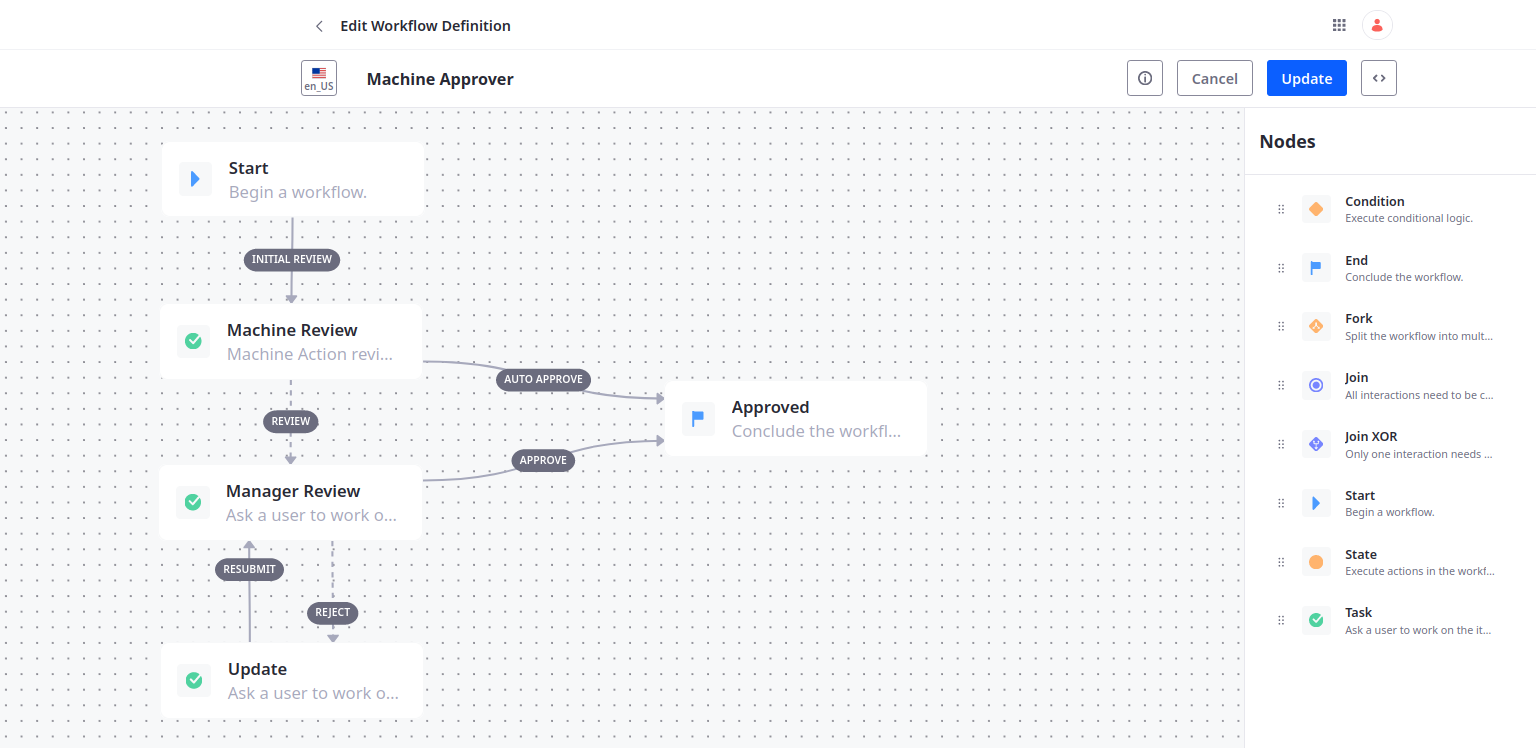 Edit Workflow Definition
en_US
Machine Approver
Cancel
Update
Start
Begin a workflow.
INITIAL REVIEW
Machine Review
Machine Action revi...
AUTO APPROVE
REVIEW
Approved
Conclude the workfl...
APPROVE
Manager Review
Ask a user to work o...
RESUBMIT
REJECT
Update
Ask a user to work o...
Nodes
Condition
Execute conditional logic.
End
Conclude the workflow.
Fork
Split the workflow into mult...
Join
All interactions need to be c...
Join XOR
Only one interaction needs ...
Start
Begin a workflow.
State
Execute actions in the workf...
Task
Ask a user to work on the it...